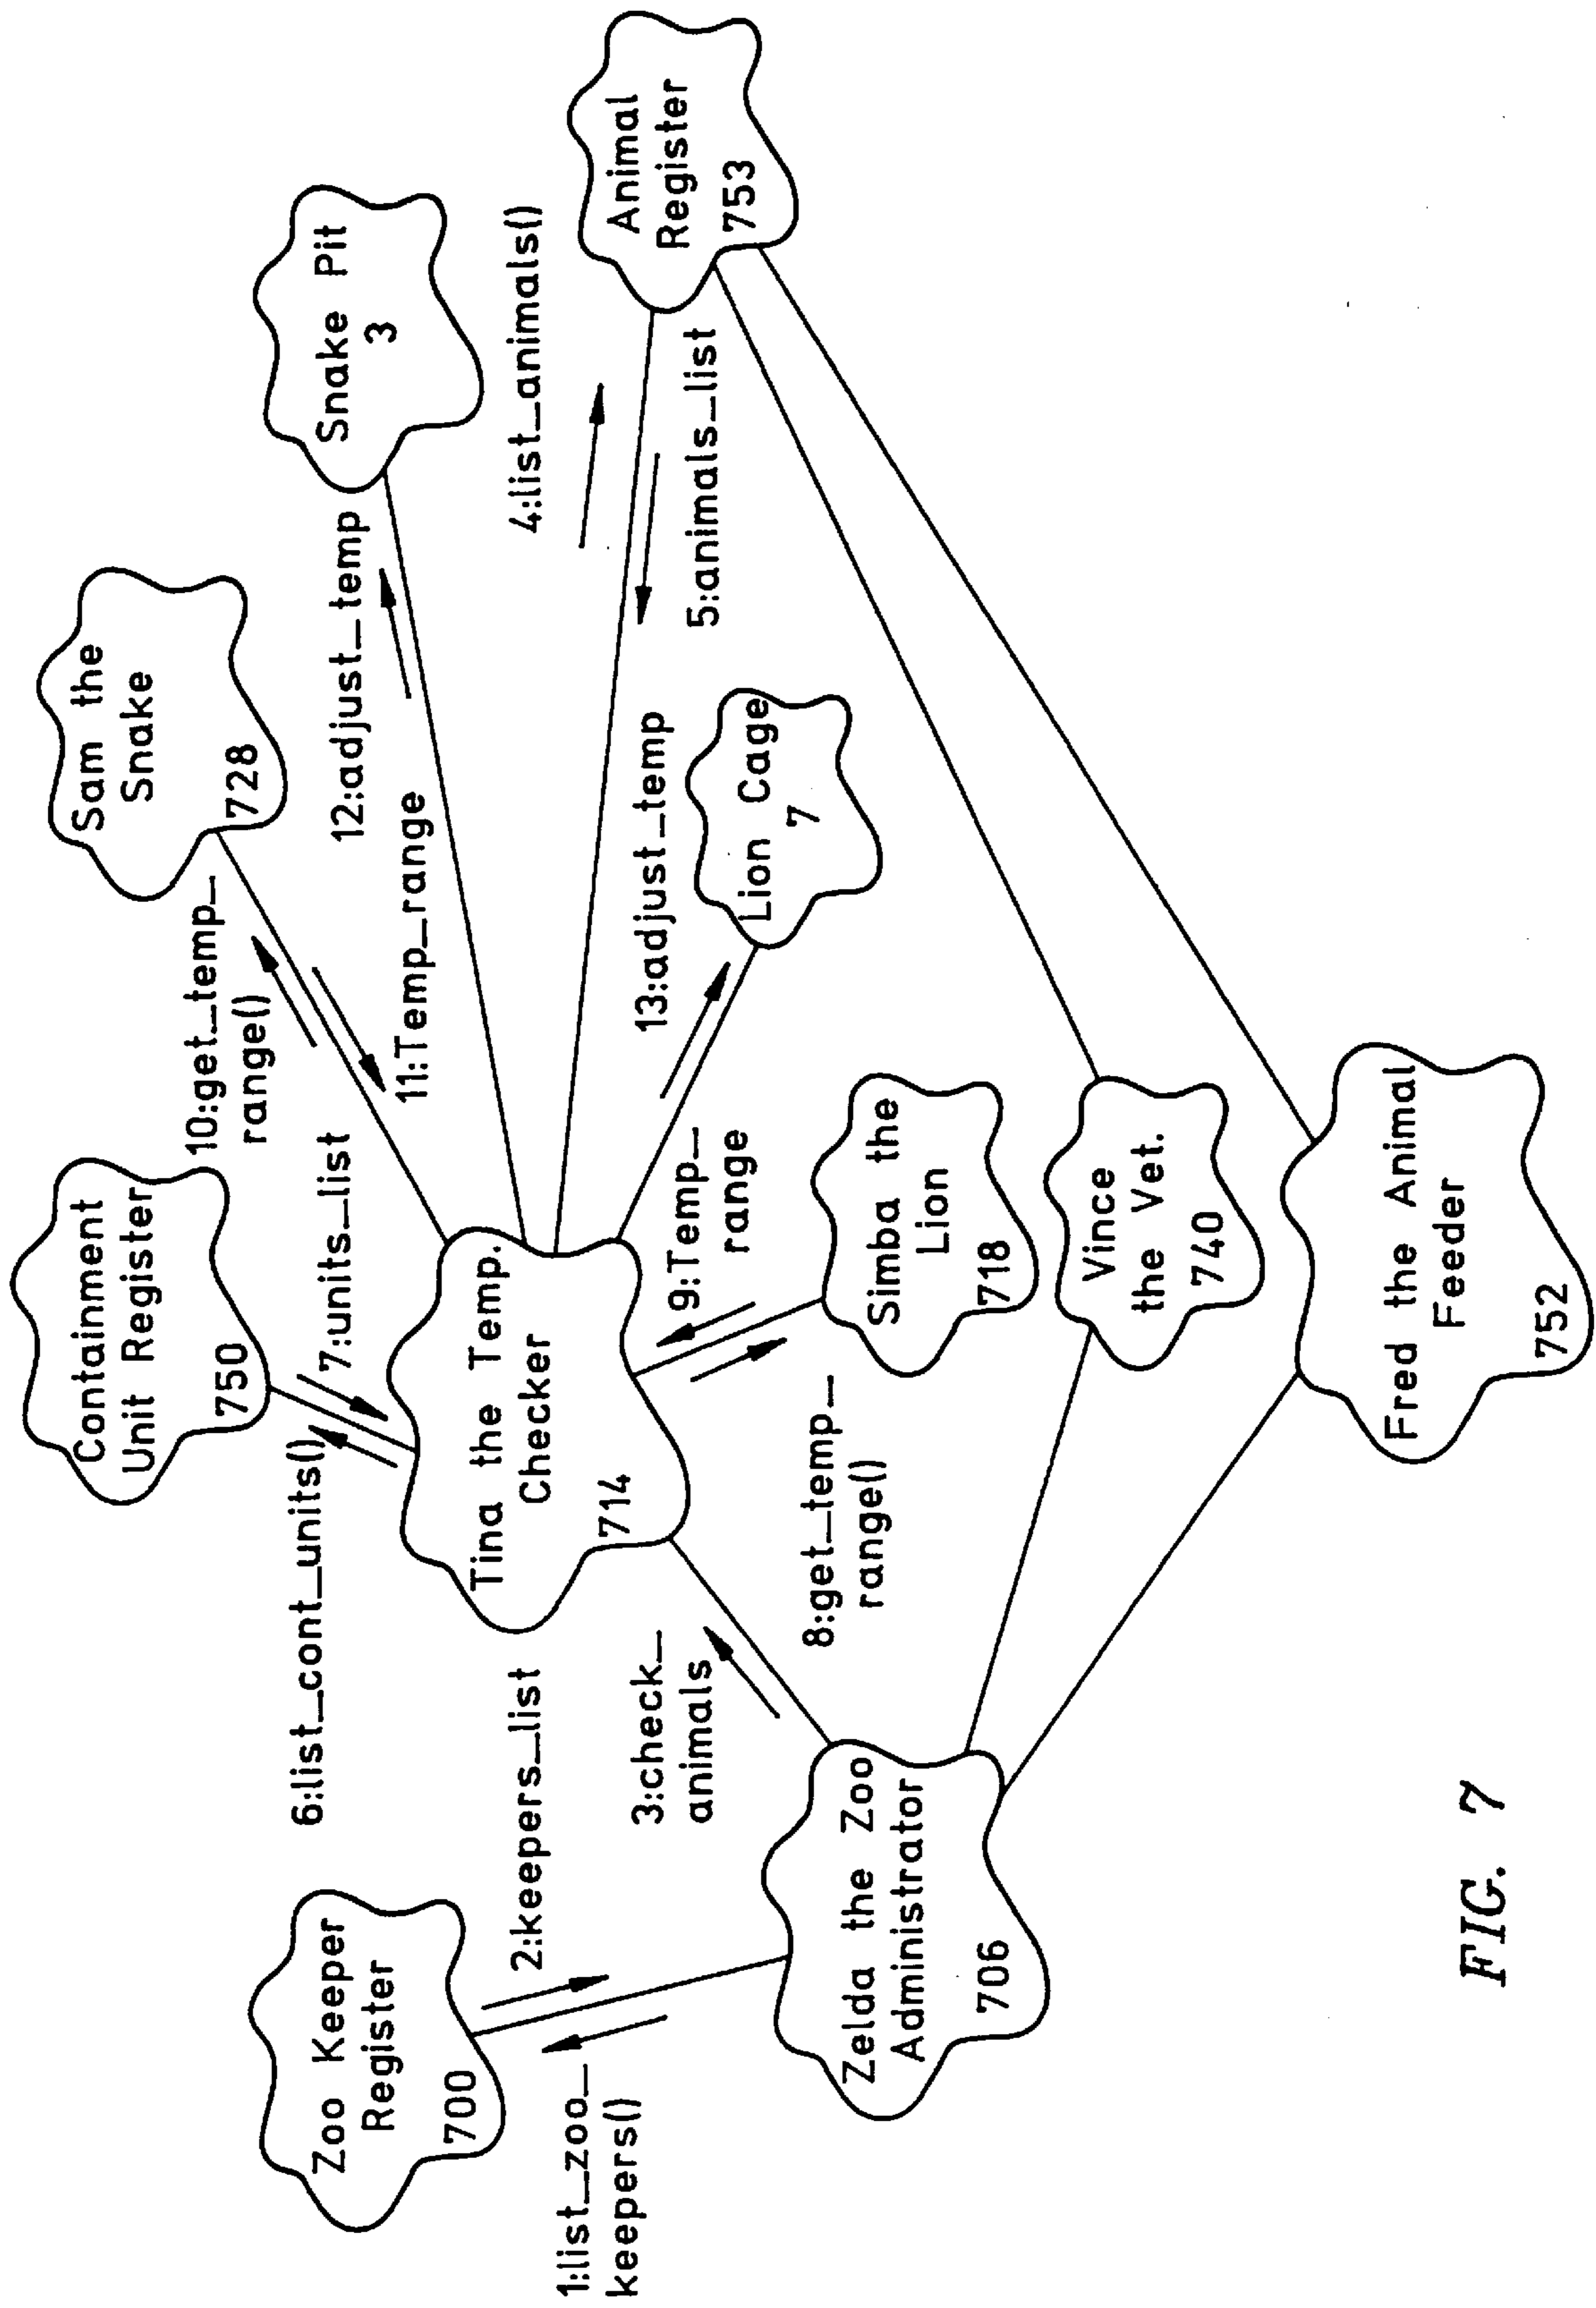 Containment
Unit Register
750
Sam the
Snake
728
Snake Pit
3
Zoo Keeper
Register
700
6:list_cont_units()
7:units_list
10:get_temp_
range()
11:Temp_range
12:adjust_temp
4:list_animals()
5:animals_list
Animal
Register
753
1:list_zoo_
keepers()
2:keepers_list
Tina the Temp.
Checker
714
3:check_
animals
13:adjust_temp
Lion Cage
7
9:Temp_
range
8:get_temp_
range()
Simba the
Lion
718
Zelda the Zoo
Administrator
706
Vince
the Vet.
740
Fred the Animal
Feeder
752
FIG. 7